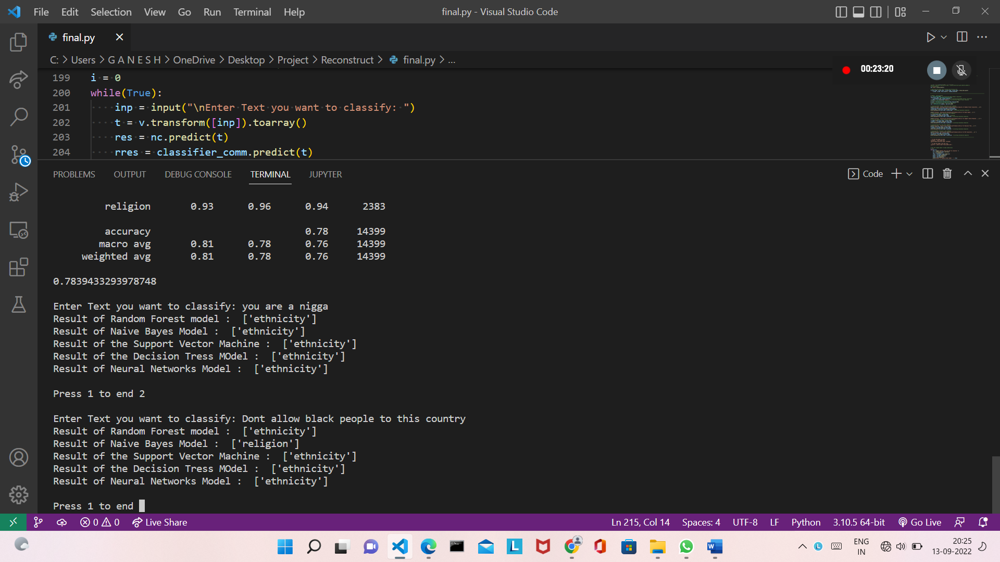 File Edit Selection View Go Run Terminal Help
final.py - Visual Studio Code
final.py
C: > Users > G A N E S H > OneDrive > Desktop > Project > Reconstruct > final.py > ...
00:23:20
199 i = 0
200 while(True):
201 inp = input("\nEnter Text you want to classify: ")
202 t = v.transform([inp]).toarray()
203 res = nc.predict(t)
204 rres = classifier_comm.predict(t)
PROBLEMS OUTPUT DEBUG CONSOLE TERMINAL JUPYTER
Code
religion 0.93 0.96 0.94 2383
accuracy 0.78 14399
macro avg 0.81 0.78 0.76 14399
weighted avg 0.81 0.78 0.76 14399
0.7839433293978748
Enter Text you want to classify: you are a nigga
Result of Random Forest model : ['ethnicity']
Result of Naive Bayes Model : ['ethnicity']
Result of the Support Vector Machine : ['ethnicity']
Result of the Decision Tress MOdel : ['ethnicity']
Result of Neural Networks Model : ['ethnicity']
Press 1 to end 2
Enter Text you want to classify: Dont allow black people to this country
Result of Random Forest model : ['ethnicity']
Result of Naive Bayes Model : ['religion']
Result of the Support Vector Machine : ['ethnicity']
Result of the Decision Tress MOdel : ['ethnicity']
Result of Neural Networks Model : ['ethnicity']
Press 1 to end
0 0 Live Share
Ln 215, Col 14 Spaces: 4 UTF-8 LF Python 3.10.5 64-bit Go Live
ENG
IN
20:25
13-09-2022